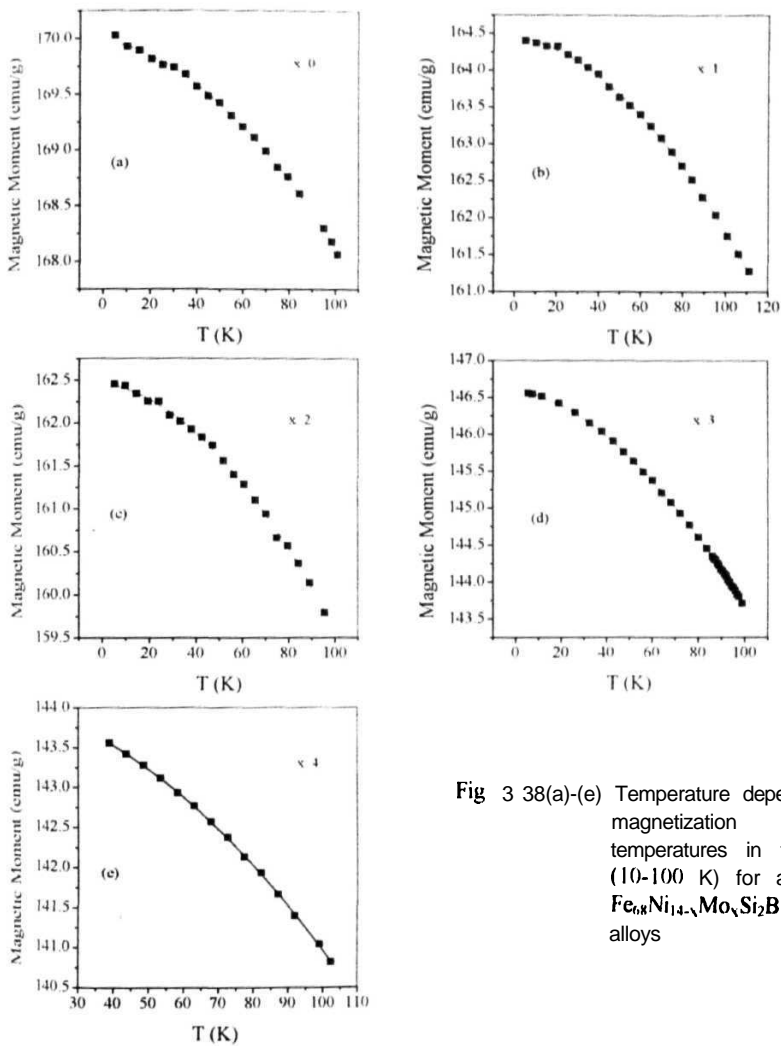 170.0
169.5
169.0
168.5
168.0
Magnetic Moment (emu/g)
x 0
(a)
0 20 40 60 80 100
T (K)
164.5
164.0
163.5
163.0
162.5
162.0
161.5
161.0
Magnetic Moment (emu/g)
x 1
(b)
0 20 40 60 80 100 120
T (K)
162.5
162.0
161.5
161.0
160.5
160.0
159.5
Magnetic Moment (emu/g)
x 2
(c)
0 20 40 60 80 100
T (K)
147.0
146.5
146.0
145.5
145.0
144.5
144.0
143.5
Magnetic Moment (emu/g)
x 3
(d)
0 20 40 60 80 100
T (K)
144.0
143.5
143.0
142.5
142.0
141.5
141.0
140.5
Magnetic Moment (emu/g)
x 4
(e)
30 40 50 60 70 80 90 100 110
T (K)
Fig 3 38(a)-(e) Temperature depe
magnetization
temperatures in
(10-100 K) for a
Fe68Ni14-xMoxSi2B
alloys